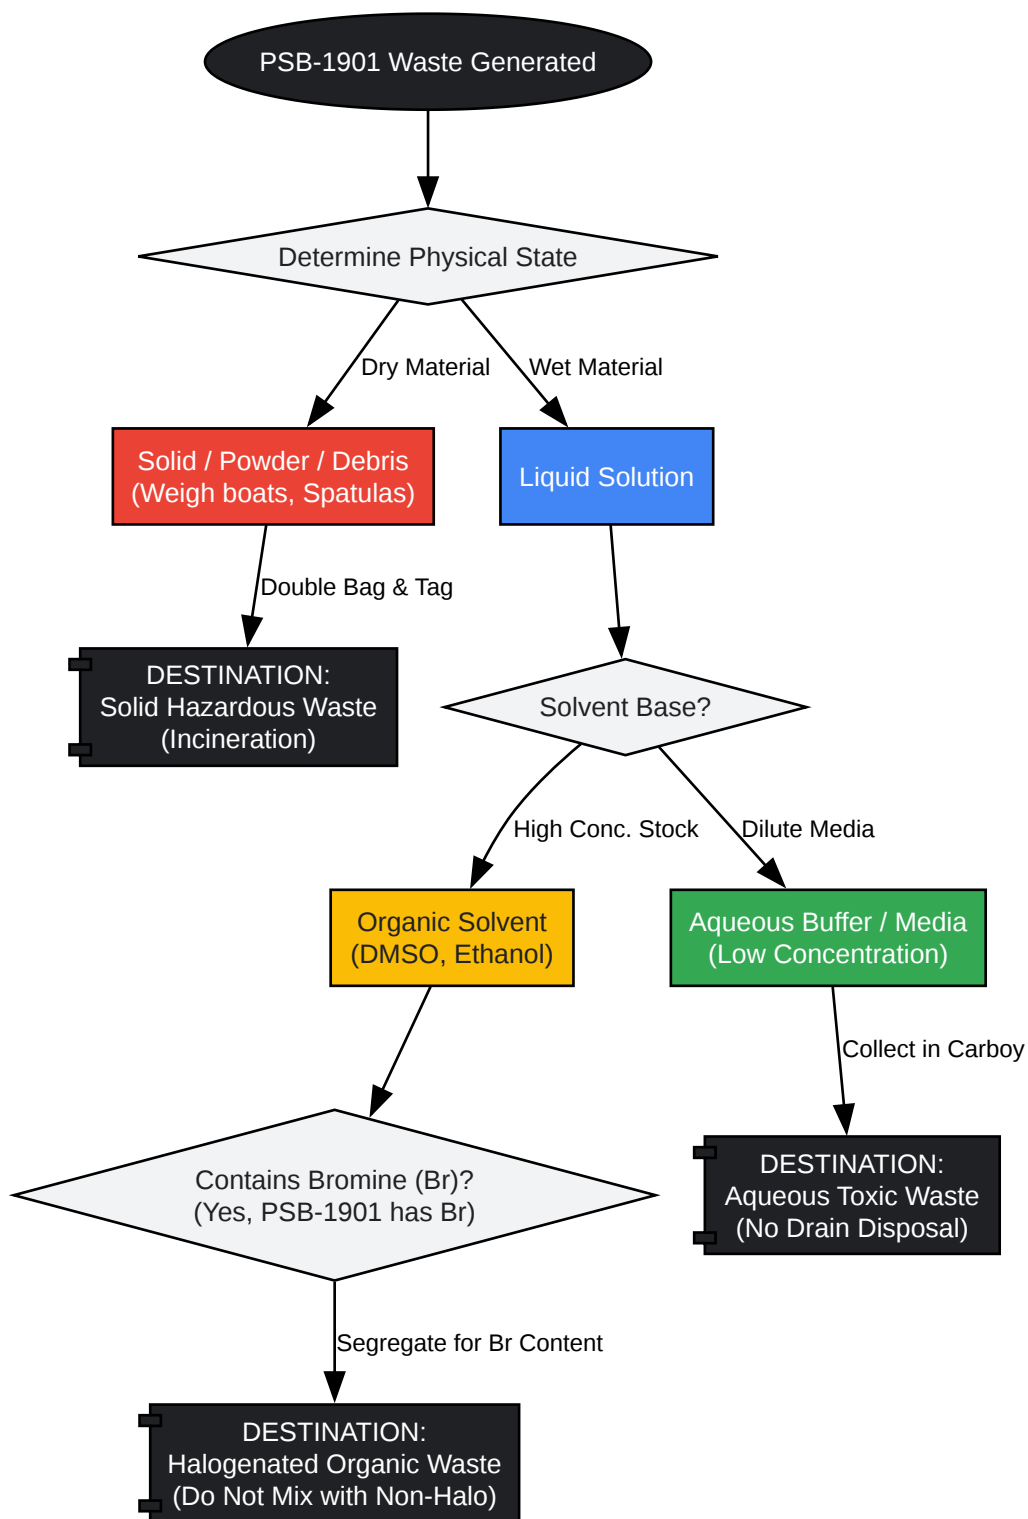 PSB-1901 Waste Generated
Determine Physical State
Dry Material
Wet Material
Solid / Powder / Debris
(Weigh boats, Spatulas)
Liquid Solution
Double Bag & Tag
DESTINATION:
Solid Hazardous Waste
(Incineration)
Solvent Base?
High Conc. Stock
Dilute Media
Organic Solvent
(DMSO, Ethanol)
Aqueous Buffer / Media
(Low Concentration)
Collect in Carboy
Contains Bromine (Br)?
(Yes, PSB-1901 has Br)
DESTINATION:
Aqueous Toxic Waste
(No Drain Disposal)
Segregate for Br Content
DESTINATION:
Halogenated Organic Waste
(Do Not Mix with Non-Halo)